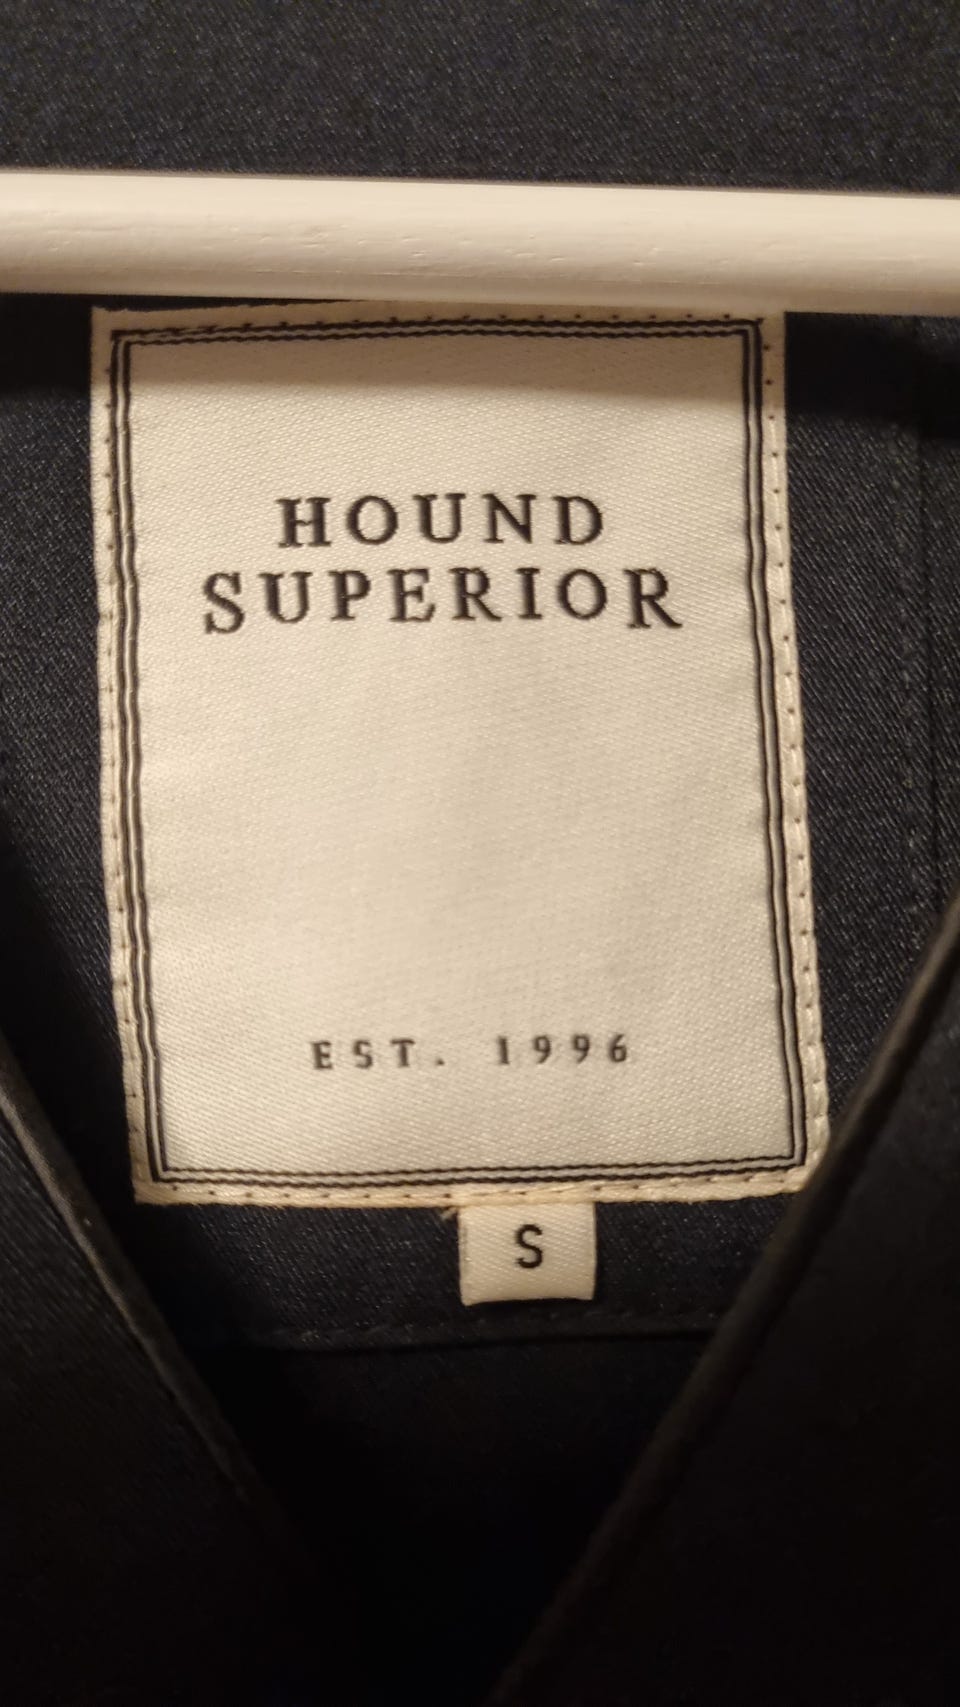 HOUND
SUPERIOR
EST. 1996
S